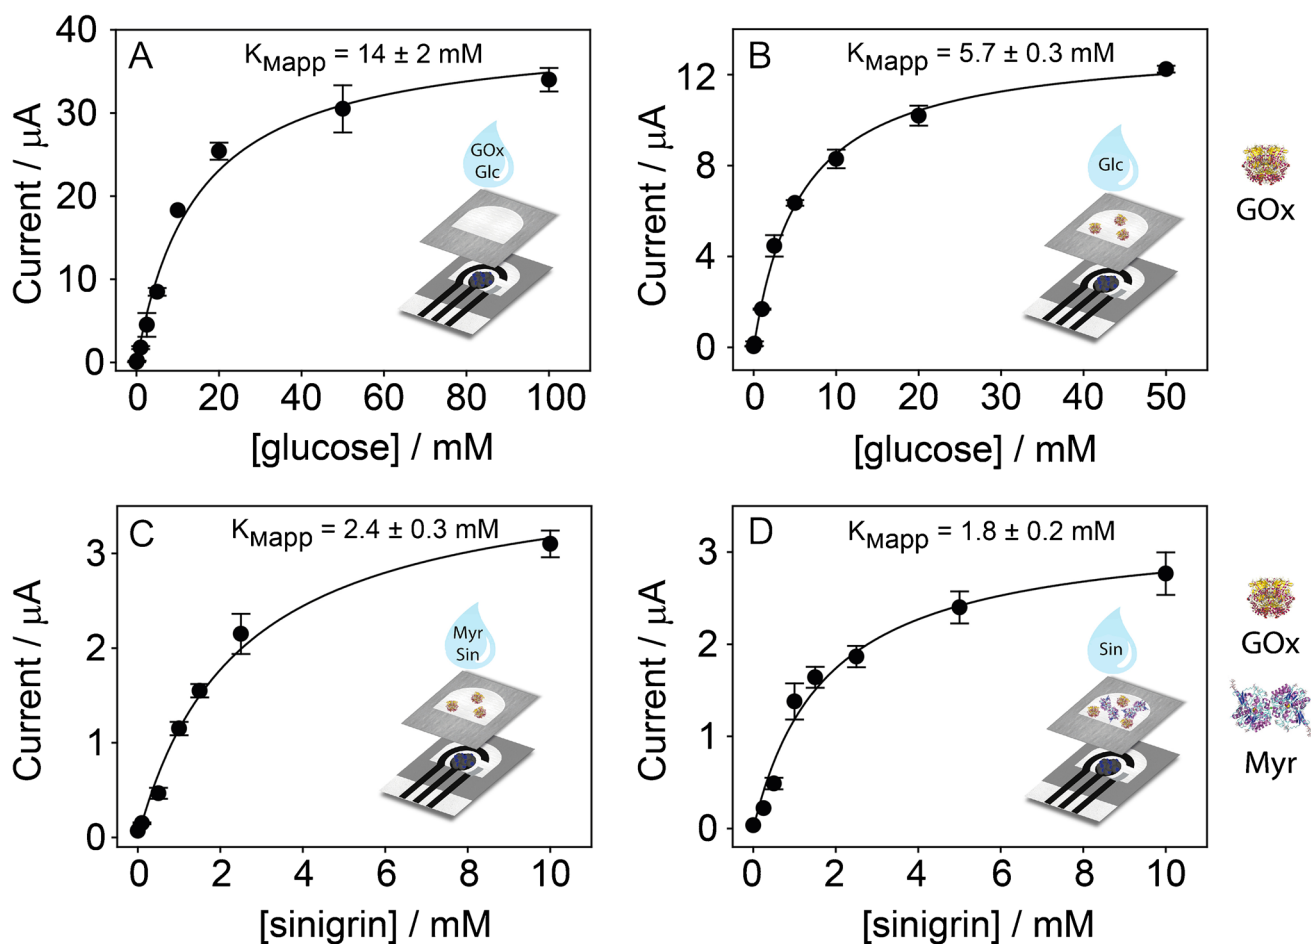 A
K_Mapp = 14 ± 2 mM
40
30
20
10
0
Current / μA
GOx
Glc
0 20 40 60 80 100
[glucose] / mM
B
K_Mapp = 5.7 ± 0.3 mM
12
8
4
0
Current / μA
Glc
0 10 20 30 40 50
[glucose] / mM
GOx
C
K_Mapp = 2.4 ± 0.3 mM
3
2
1
0
Current / μA
Myr
Sin
0 2 4 6 8 10
[sinigrin] / mM
D
K_Mapp = 1.8 ± 0.2 mM
3
2
1
0
Current / μA
Sin
0 2 4 6 8 10
[sinigrin] / mM
GOx
Myr